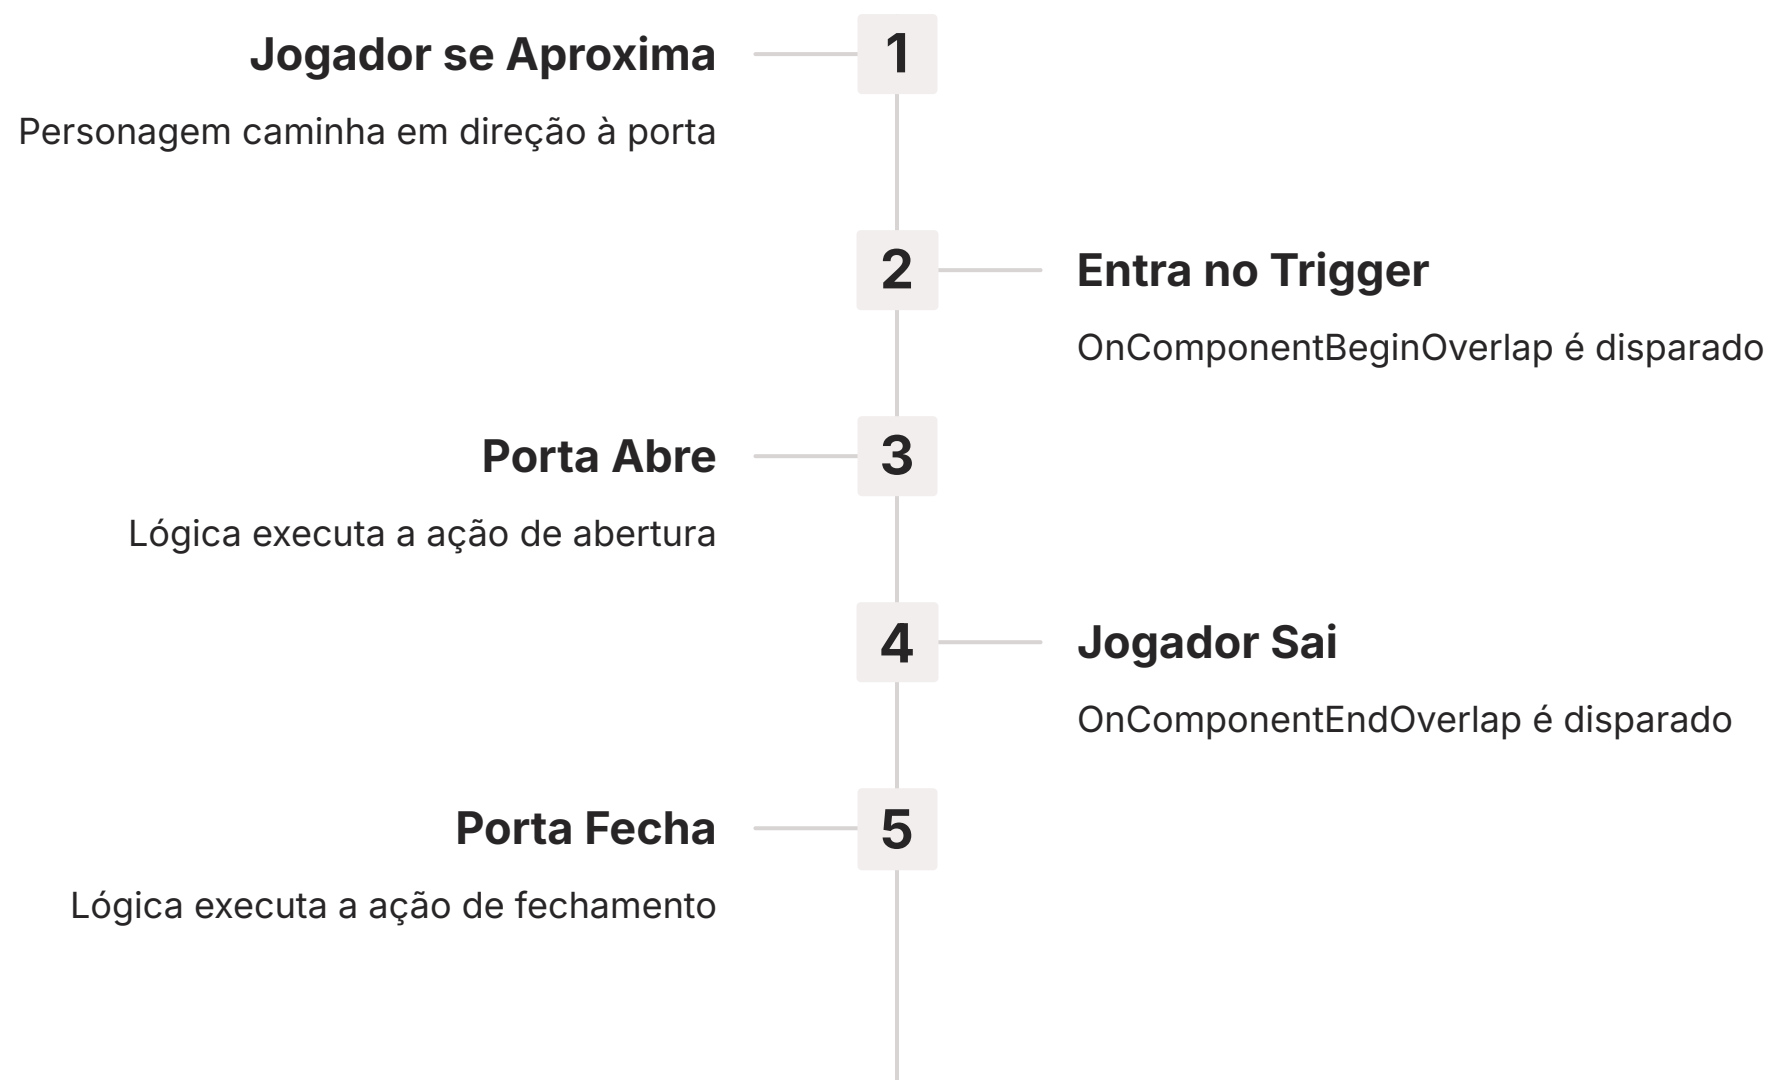 1
Jogador se Aproxima
Personagem caminha em direção à porta
2
Entra no Trigger
OnComponentBeginOverlap é disparado
3
Porta Abre
Lógica executa a ação de abertura
4
Jogador Sai
OnComponentEndOverlap é disparado
5
Porta Fecha
Lógica executa a ação de fechamento